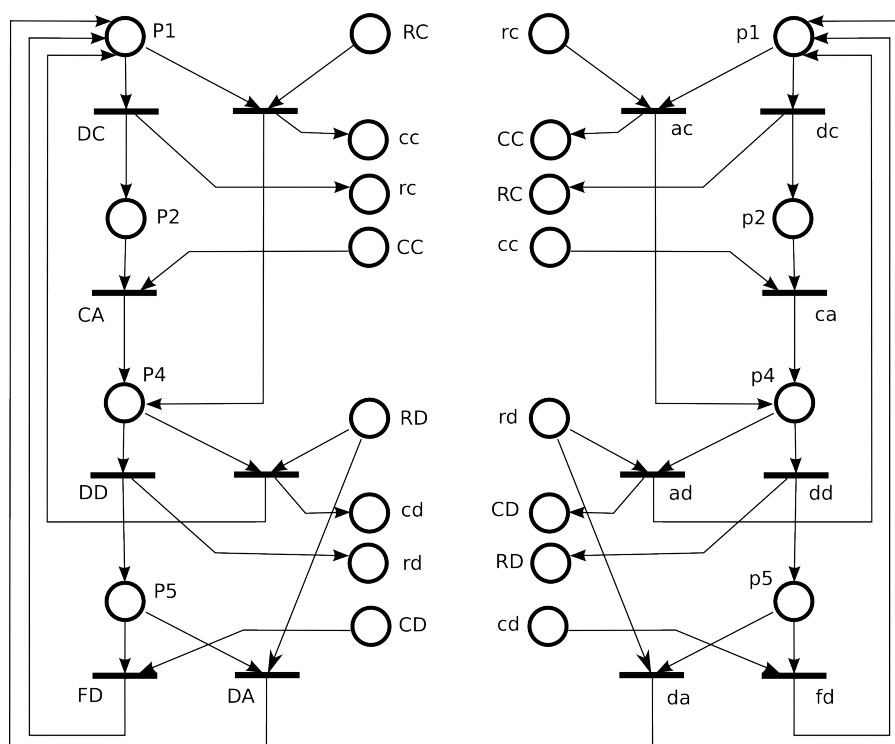 P1 RC rc p1
DC cc CC ac dc
rc RC
P2 p2
CC cc
CA ca
P4 p4
RD rd
DD cd CD ad dd
rd RD
P5 p5
CD cd
FD DA da fd